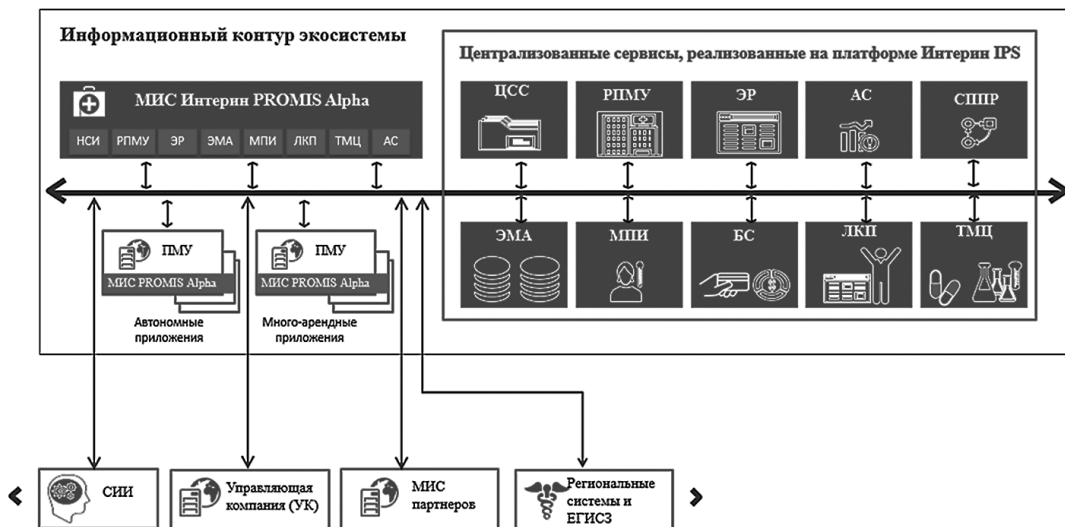 Информационный контур экосистемы
Централизованные сервисы, реализованные на платформе Интерин IPS
МИС Интерин PROMIS Alpha
НСИ РПМУ ЭР ЭМА МПИ ЛКП ТМЦ АС
ЦСС РПМУ ЭР АС СППР
ЭМА МПИ БС ЛКП ТМЦ
ПМУ
МИС PROMIS Alpha
Автономные
приложения
ПМУ
МИС PROMIS Alpha
Много-арендные
приложения
СИИ
Управляющая
компания (УК)
МИС
партнеров
Региональные
системы и
ЕГИСЗ